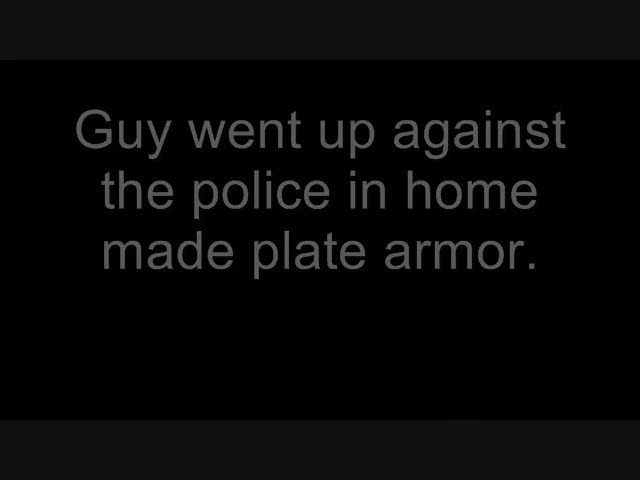 Guy went up against
the police in home
made plate armor.